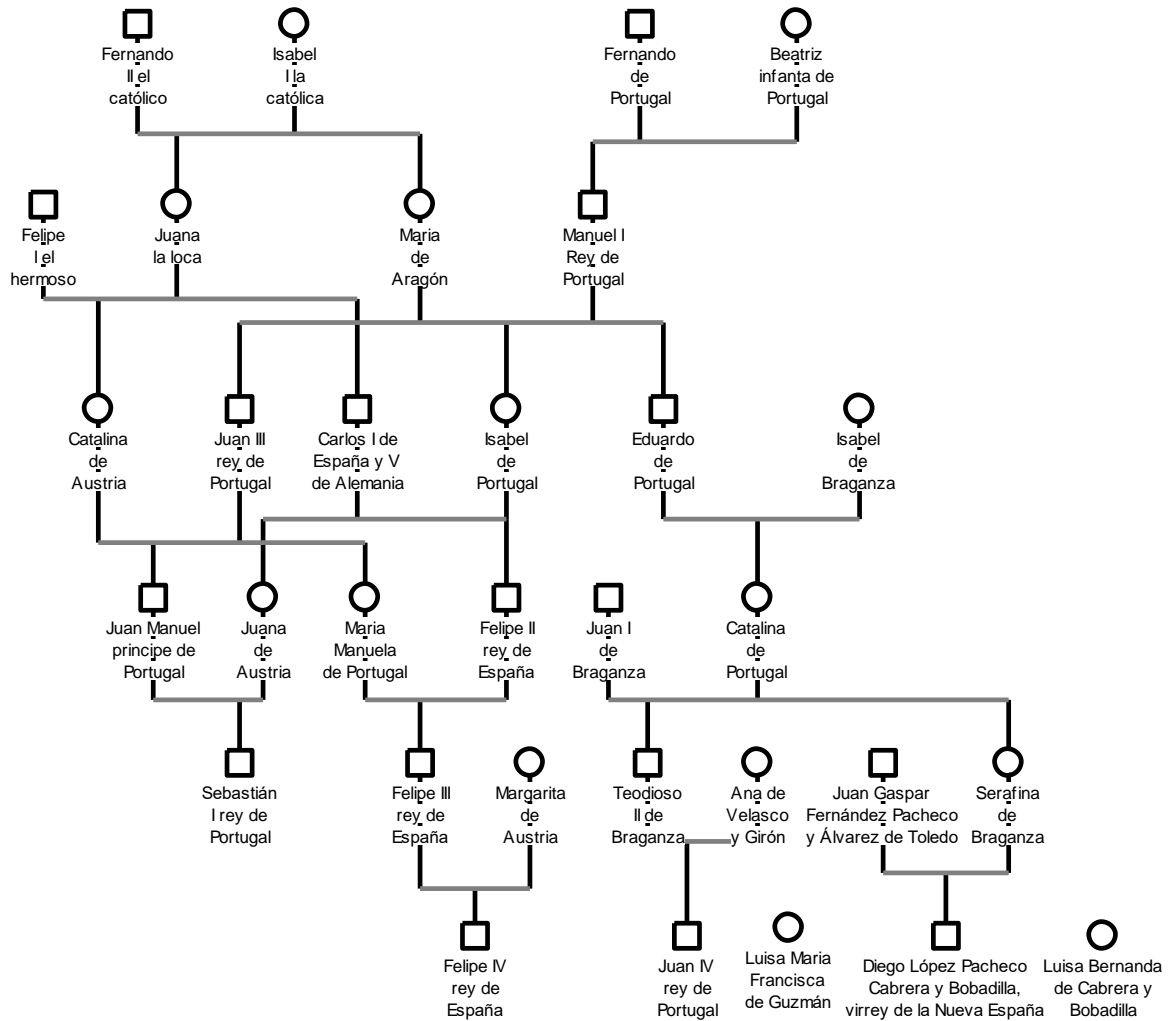 Fernando
II el
católico
Isabel
I la
católica
Fernando
de
Portugal
Beatriz
infanta de
Portugal
Felipe
I el
hermoso
Juana
la loca
Maria
de
Aragón
Manuel I
Rey de
Portugal
Catalina
de
Austria
Juan III
rey de
Portugal
Carlos I de
España y V
de Alemania
Isabel
de
Portugal
Eduardo
de
Portugal
Isabel
de
Braganza
Juan Manuel
principe de
Portugal
Juana
de
Austria
Maria
Manuela
de Portugal
Felipe II
rey de
España
Juan I
de
Braganza
Catalina
de
Portugal
Sebastián
I rey de
Portugal
Felipe III
rey de
España
Margarita
de
Austria
Teodioso
II de
Braganza
Ana de
Velasco
y Girón
Juan Gaspar
Fernández Pacheco
y Álvarez de Toledo
Serafina
de
Braganza
Felipe IV
rey de
España
Juan IV
rey de
Portugal
Luisa Maria
Francisca
de Guzmán
Diego López Pacheco
Cabrera y Bobadilla,
virrey de la Nueva España
Luisa Bernanda
de Cabrera y
Bobadilla